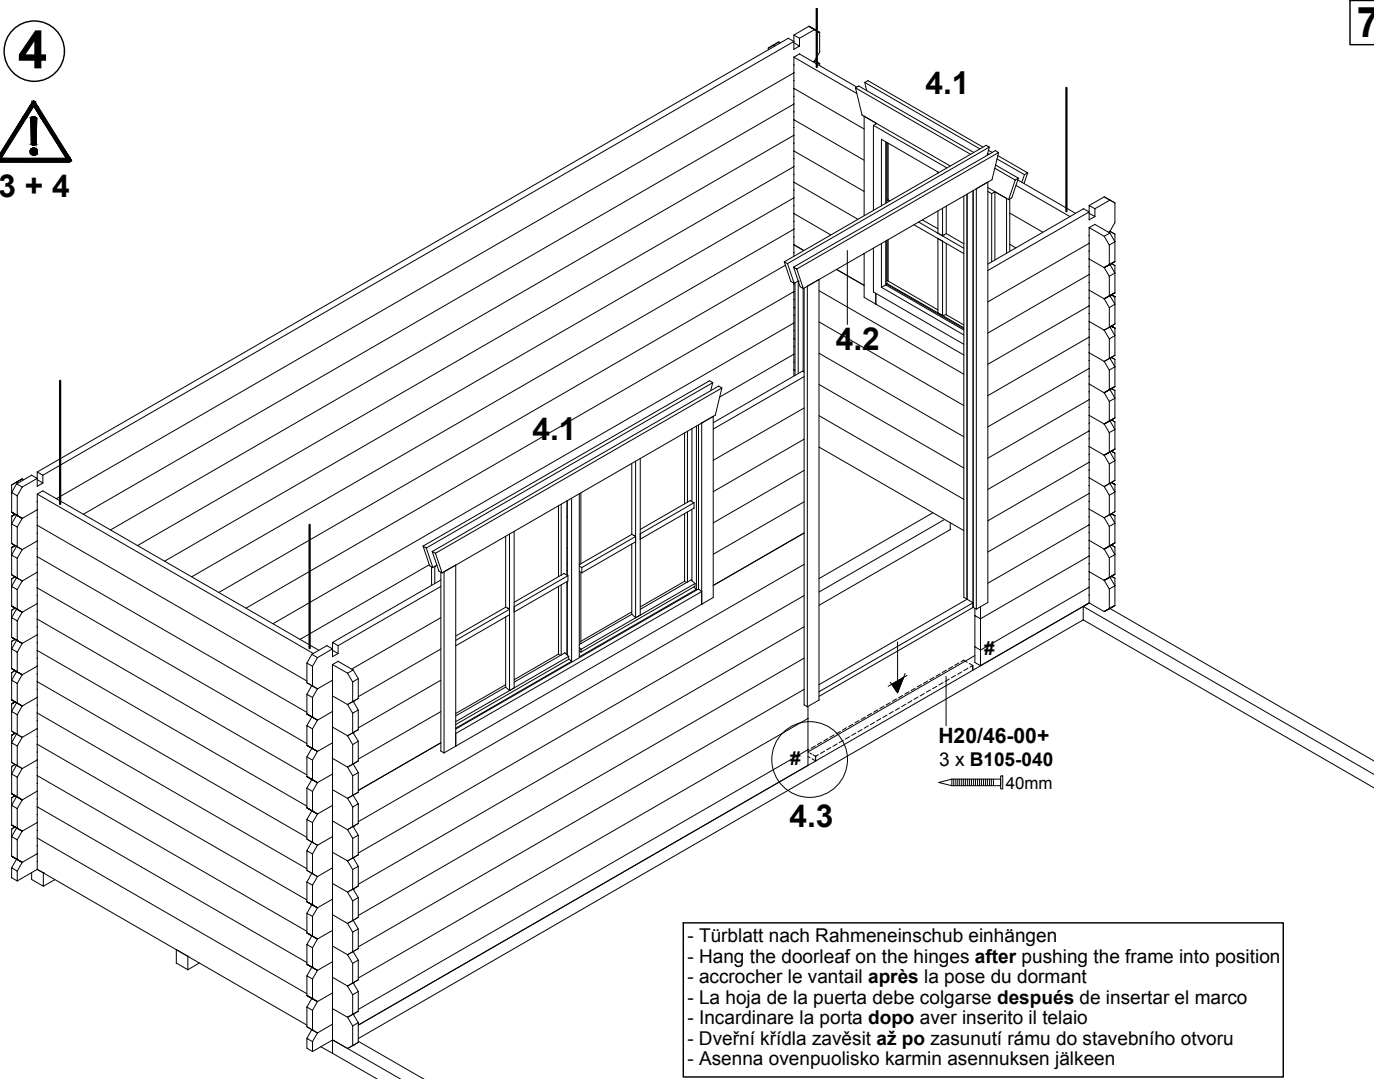 4
7
3 + 4
4.1
4.2
4.1
#
#
H20/46-00+
3 x B105-040
40mm
4.3
- Türblatt nach Rahmeneinschub einhängen
- Hang the doorleaf on the hinges after pushing the frame into position
- accrocher le vantail après la pose du dormant
- La hoja de la puerta debe colgarse después de insertar el marco
- Incardinare la porta dopo aver inserito il telaio
- Dveřní křídla zavěsit až po zasunutí rámu do stavebního otvoru
- Asenna ovenpuolisko karmin asennuksen jälkeen